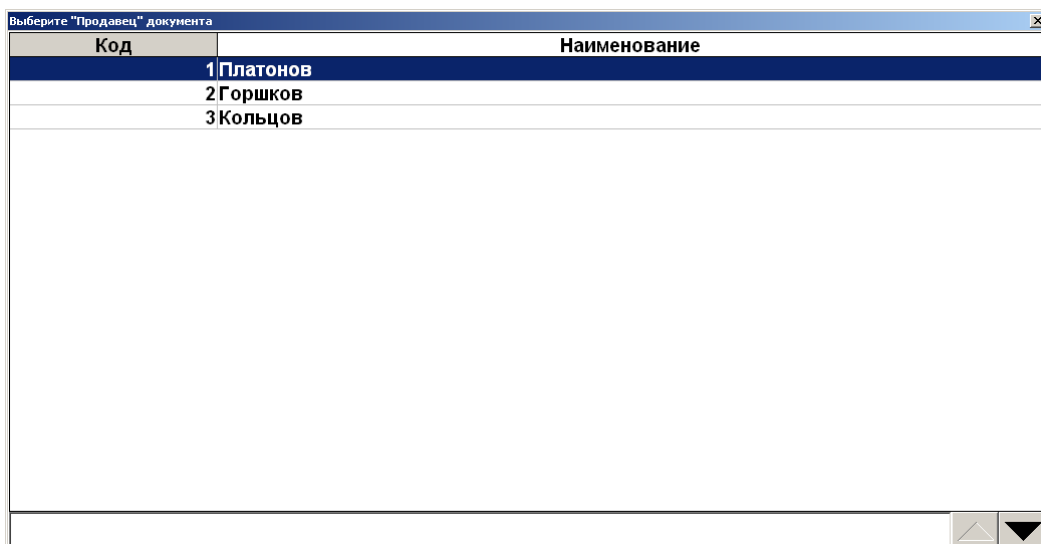 Выберите "Продавец" документа
Код Наименование
1 Платонов
2 Горшков
3 Кольцов